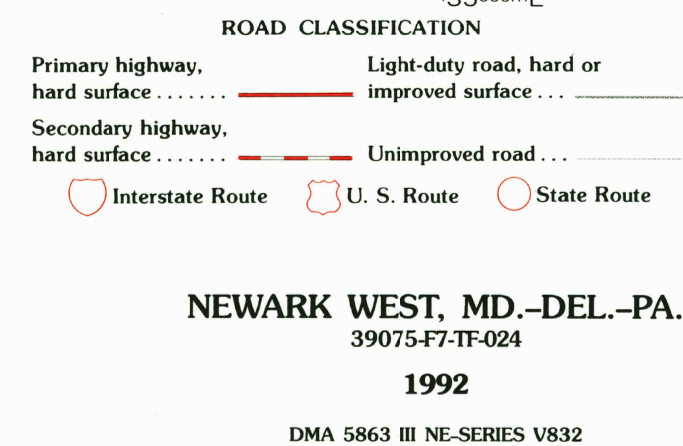 ROAD CLASSIFICATION
Primary highway,
hard surface.......
Light-duty road, hard or
improved surface...
Secondary highway,
hard surface.......
Unimproved road...
Interstate Route
U. S. Route
State Route
NEWARK WEST, MD.–DEL.–PA.
39075-F7-TF-024
1992
DMA 5863 III NE–SERIES V832